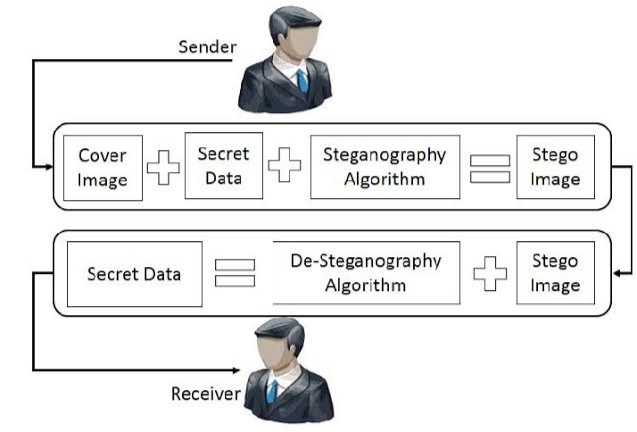 Sender
Cover
Image
Secret
Data
Steganography
Algorithm
Stego
Image
Secret Data
De-Steganography
Algorithm
Stego
Image
Receiver